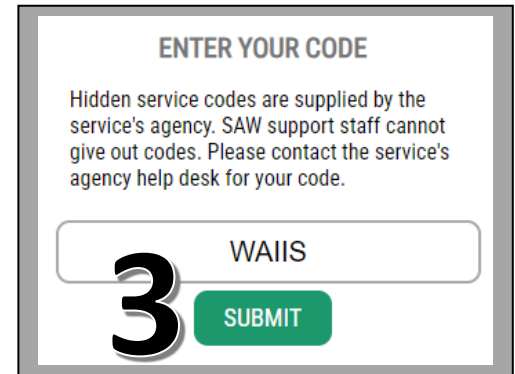 ENTER YOUR CODE
Hidden service codes are supplied by the
service's agency. SAW support staff cannot
give out codes. Please contact the service's
agency help desk for your code.
WAIIS
3
SUBMIT